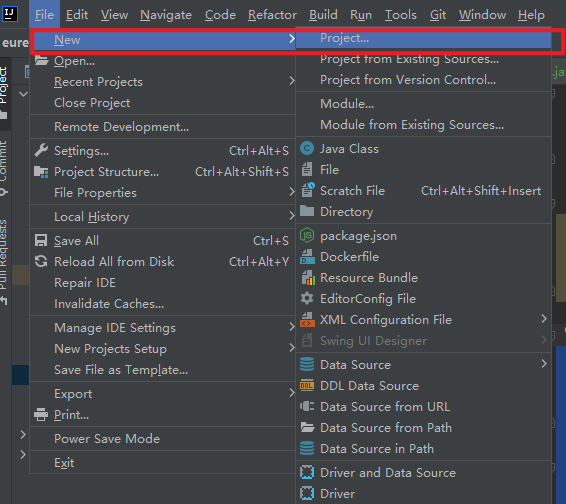 IJ
File Edit View Navigate Code Refactor Build Run Tools Git Window Help
eure
Project
Commit
Pull Requests
.ja
New
Open...
Recent Projects
Close Project
Remote Development...
Settings... Ctrl+Alt+S
Project Structure... Ctrl+Alt+Shift+S
File Properties
Local History
Save All Ctrl+S
Reload All from Disk Ctrl+Alt+Y
Repair IDE
Invalidate Caches...
Manage IDE Settings
New Projects Setup
Save File as Template...
Export
Print...
Power Save Mode
Exit
Project...
Project from Existing Sources...
Project from Version Control...
Module...
Module from Existing Sources...
Java Class
File
Scratch File Ctrl+Alt+Shift+Insert
Directory
package.json
Dockerfile
Resource Bundle
EditorConfig File
XML Configuration File
Swing UI Designer
Data Source
DDL Data Source
Data Source from URL
Data Source from Path
Data Source in Path
Driver and Data Source
Driver